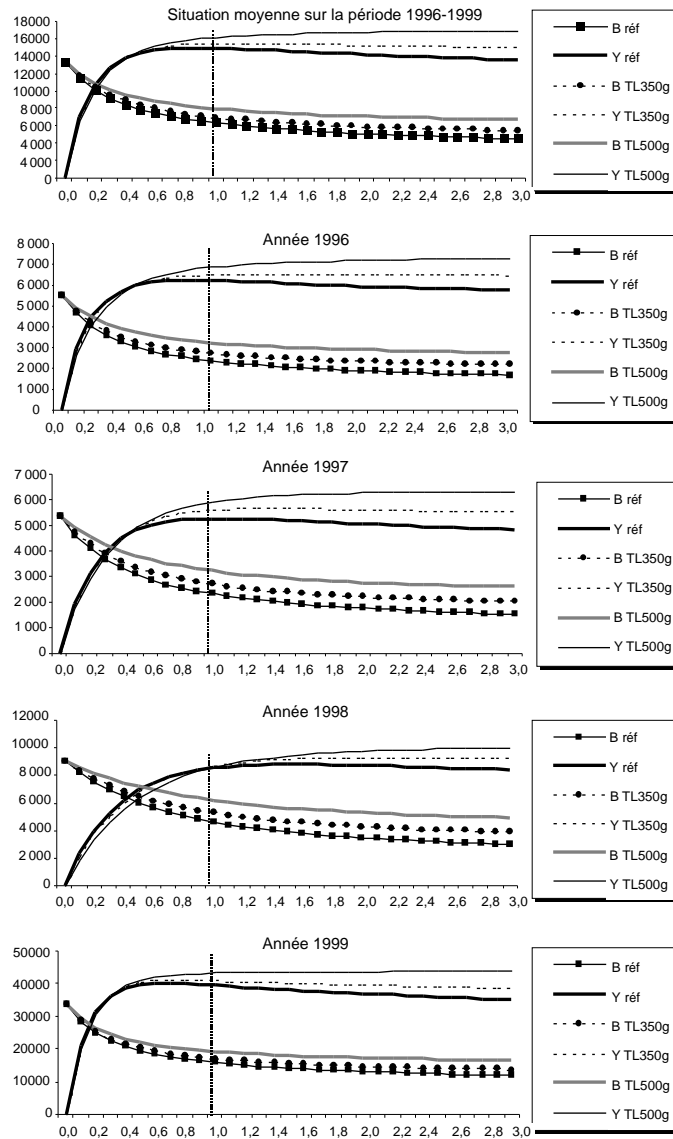 Situation moyenne sur la période 1996-1999
18000
16000
14000
12000
10000
8 000
6 000
4 000
2 000
0
0,0 0,2 0,4 0,6 0,8 1,0 1,2 1,4 1,6 1,8 2,0 2,2 2,4 2,6 2,8 3,0
B réf
Y réf
B TL350g
Y TL350g
B TL500g
Y TL500g
Année 1996
8 000
7 000
6 000
5 000
4 000
3 000
2 000
1 000
0
0,0 0,2 0,4 0,6 0,8 1,0 1,2 1,4 1,6 1,8 2,0 2,2 2,4 2,6 2,8 3,0
B réf
Y réf
B TL350g
Y TL350g
B TL500g
Y TL500g
Année 1997
7 000
6 000
5 000
4 000
3 000
2 000
1 000
0
0,0 0,2 0,4 0,6 0,8 1,0 1,2 1,4 1,6 1,8 2,0 2,2 2,4 2,6 2,8 3,0
B réf
Y réf
B TL350g
Y TL350g
B TL500g
Y TL500g
Année 1998
12000
10000
8 000
6 000
4 000
2 000
0
0,0 0,2 0,4 0,6 0,8 1,0 1,2 1,4 1,6 1,8 2,0 2,2 2,4 2,6 2,8 3,0
B réf
Y réf
B TL350g
Y TL350g
B TL500g
Y TL500g
Année 1999
50000
40000
30000
20000
10000
0
0,0 0,2 0,4 0,6 0,8 1,0 1,2 1,4 1,6 1,8 2,0 2,2 2,4 2,6 2,8 3,0
B réf
Y réf
B TL350g
Y TL350g
B TL500g
Y TL500g